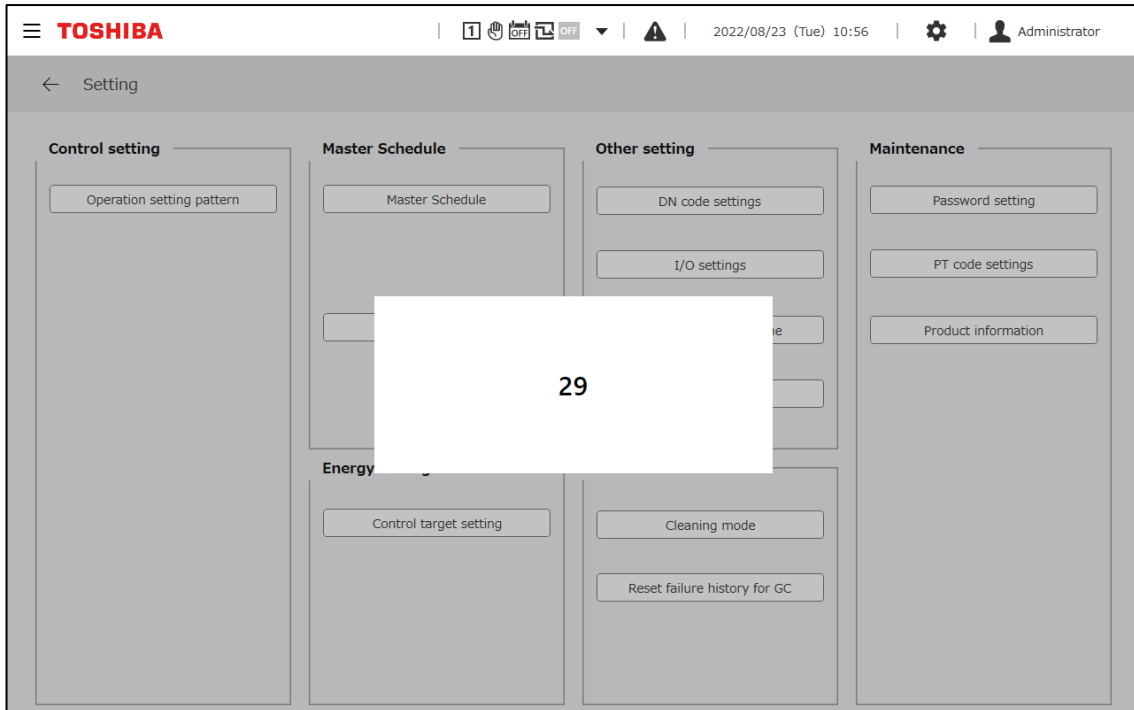 TOSHIBA
1 OFF OFF 2022/08/23 (Tue) 10:56 Administrator
Setting
Control setting
Operation setting pattern
Master Schedule
Master Schedule
Energy
Control target setting
Other setting
DN code settings
I/O settings
Cleaning mode
Reset failure history for GC
Maintenance
Password setting
PT code settings
Product information
29